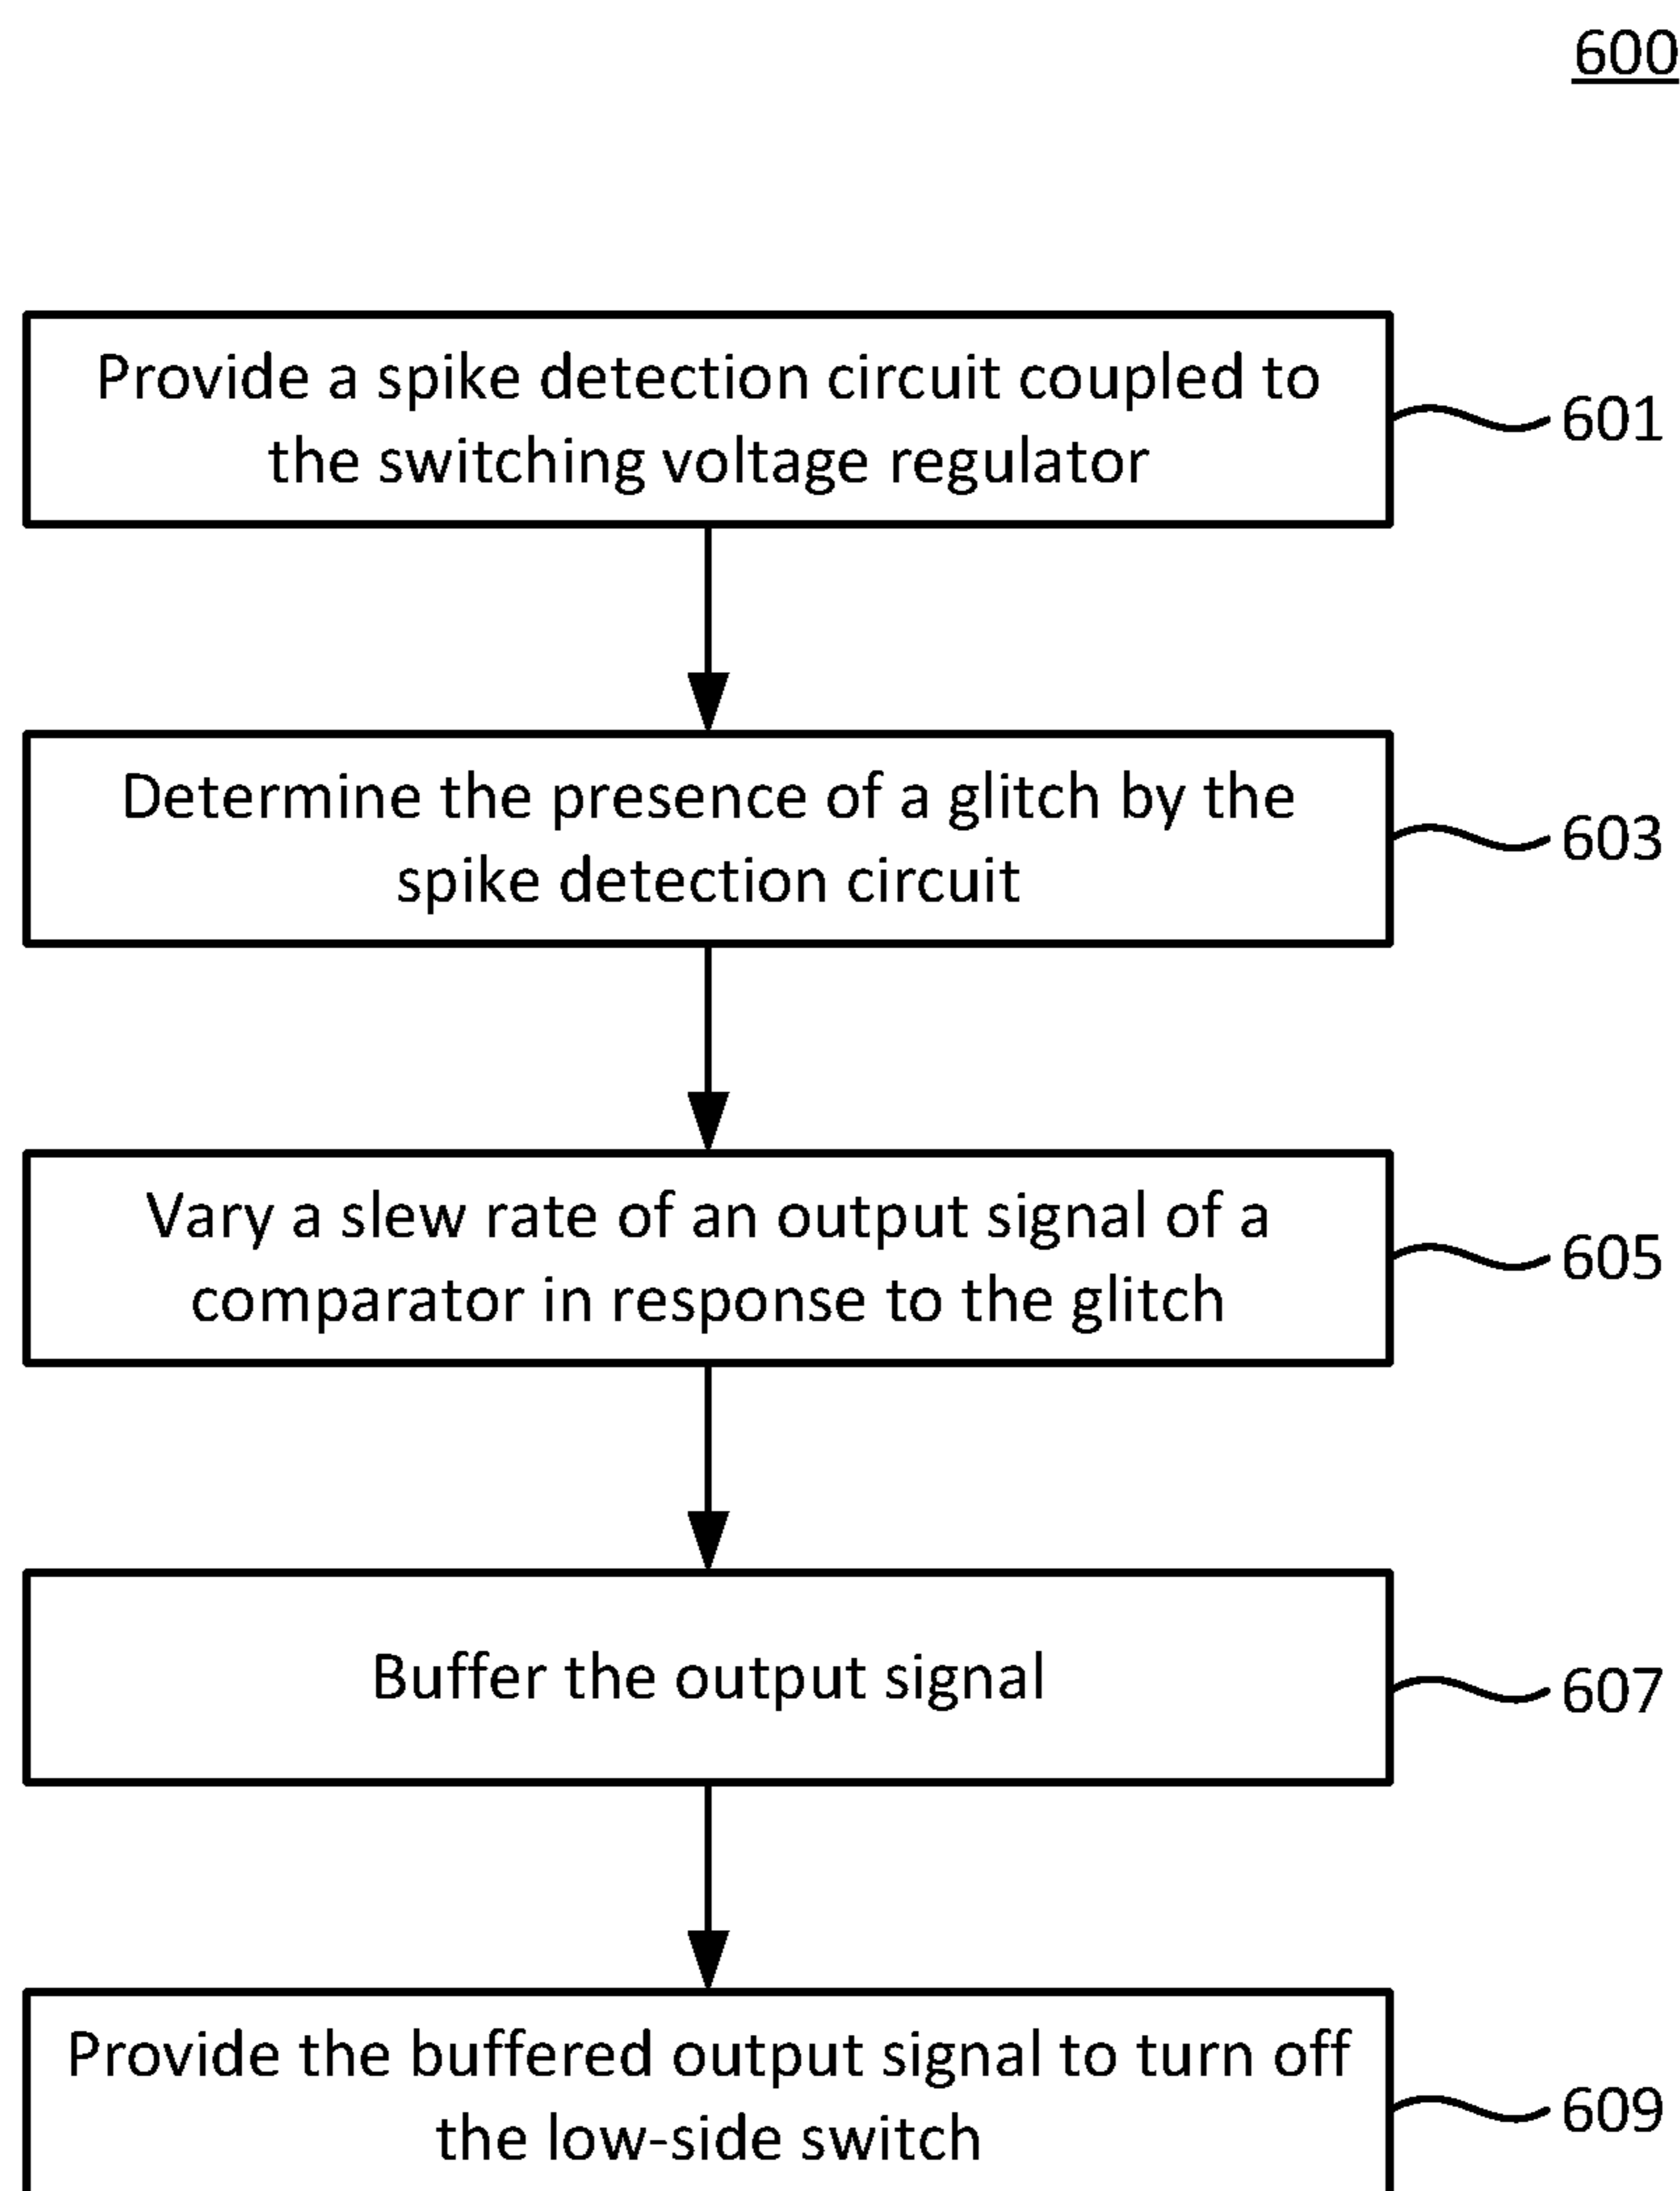 600
Provide a spike detection circuit coupled to
the switching voltage regulator
601
Determine the presence of a glitch by the
spike detection circuit
603
Vary a slew rate of an output signal of a
comparator in response to the glitch
605
Buffer the output signal
607
Provide the buffered output signal to turn off
the low-side switch
609